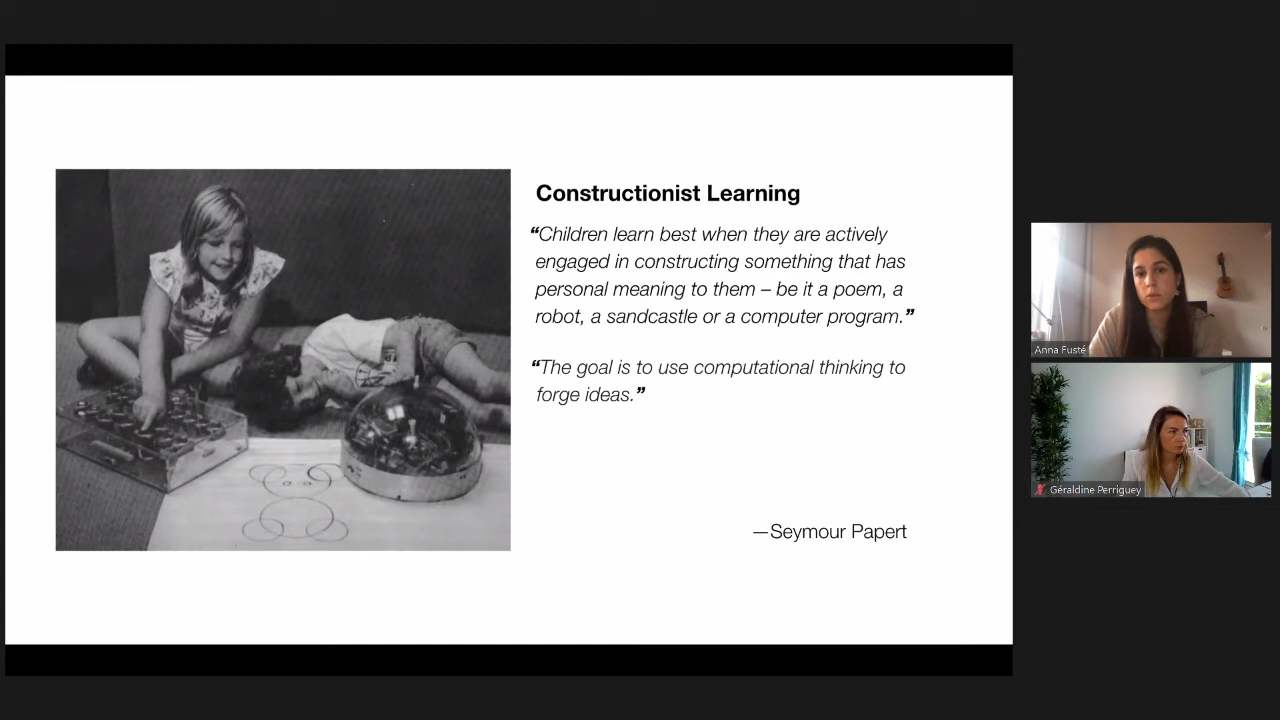 Constructionist Learning
“Children learn best when they are actively
engaged in constructing something that has
personal meaning to them – be it a poem, a
robot, a sandcastle or a computer program.”
“The goal is to use computational thinking to
forge ideas.”
—Seymour Papert
Anna Fusté
Géraldine Perriguey